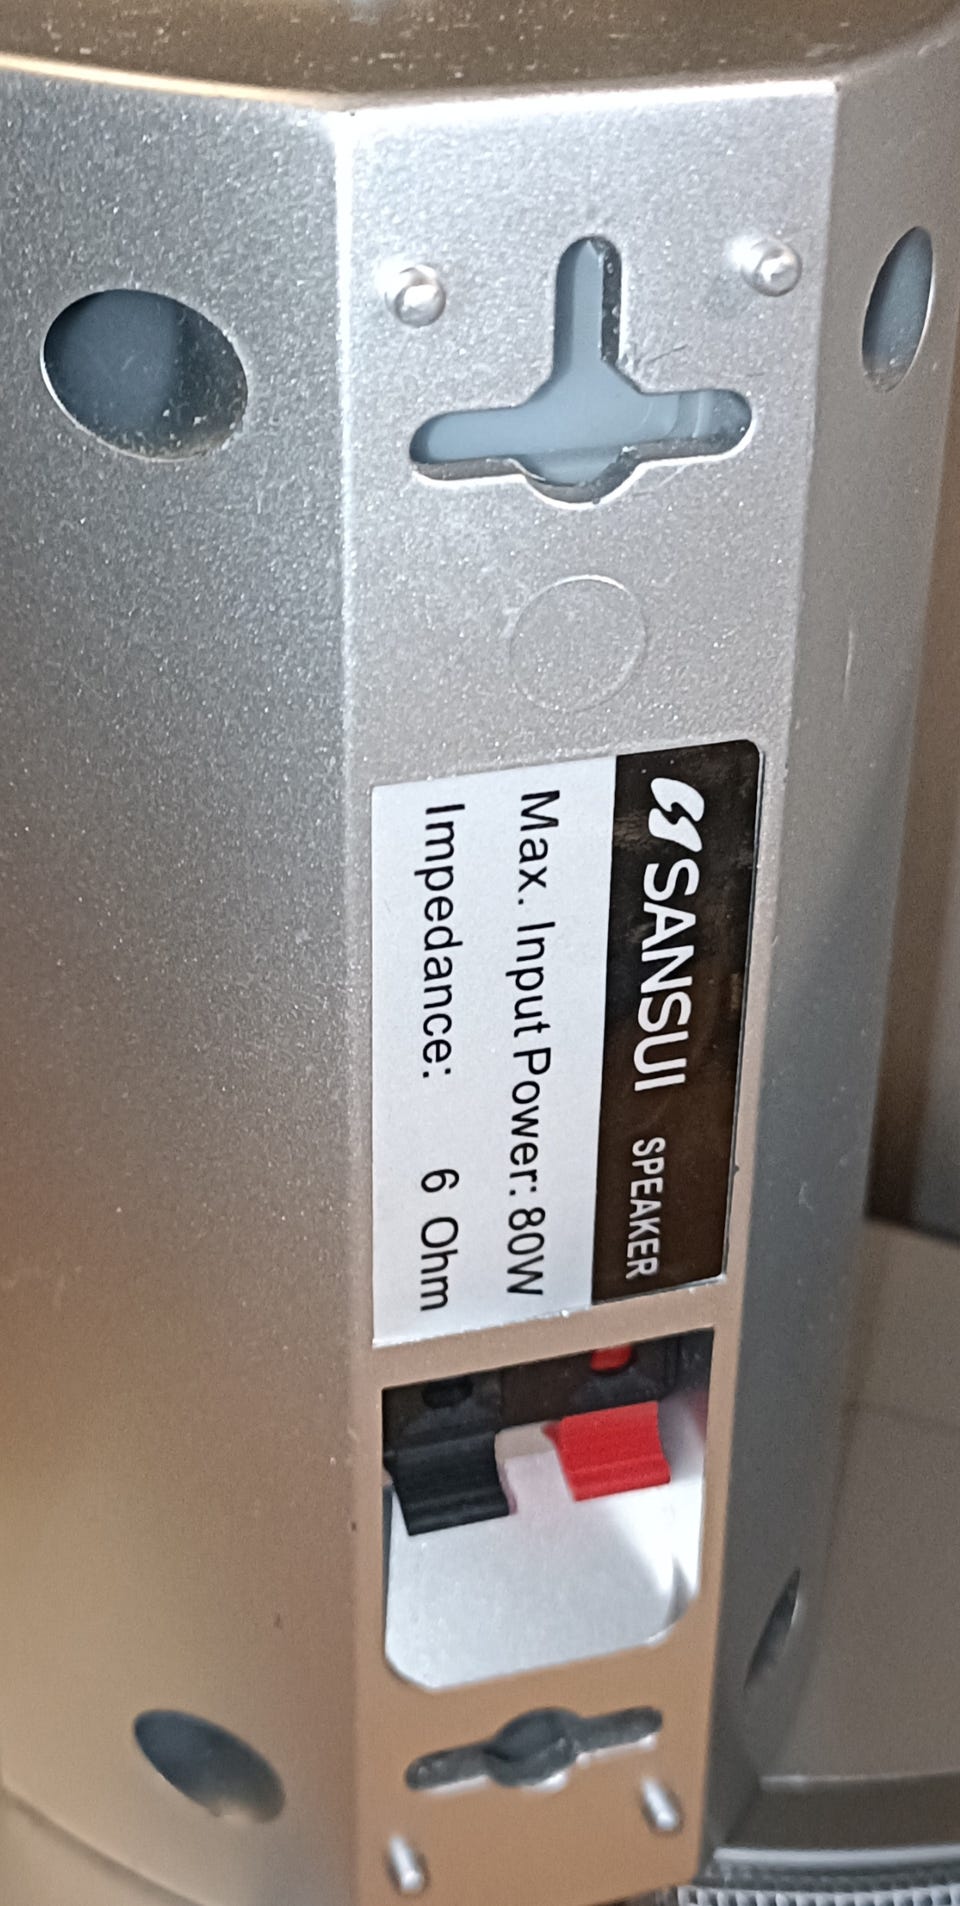 SANSUI SPEAKER
Max. Input Power: 80W
Impedance: 6 Ohm